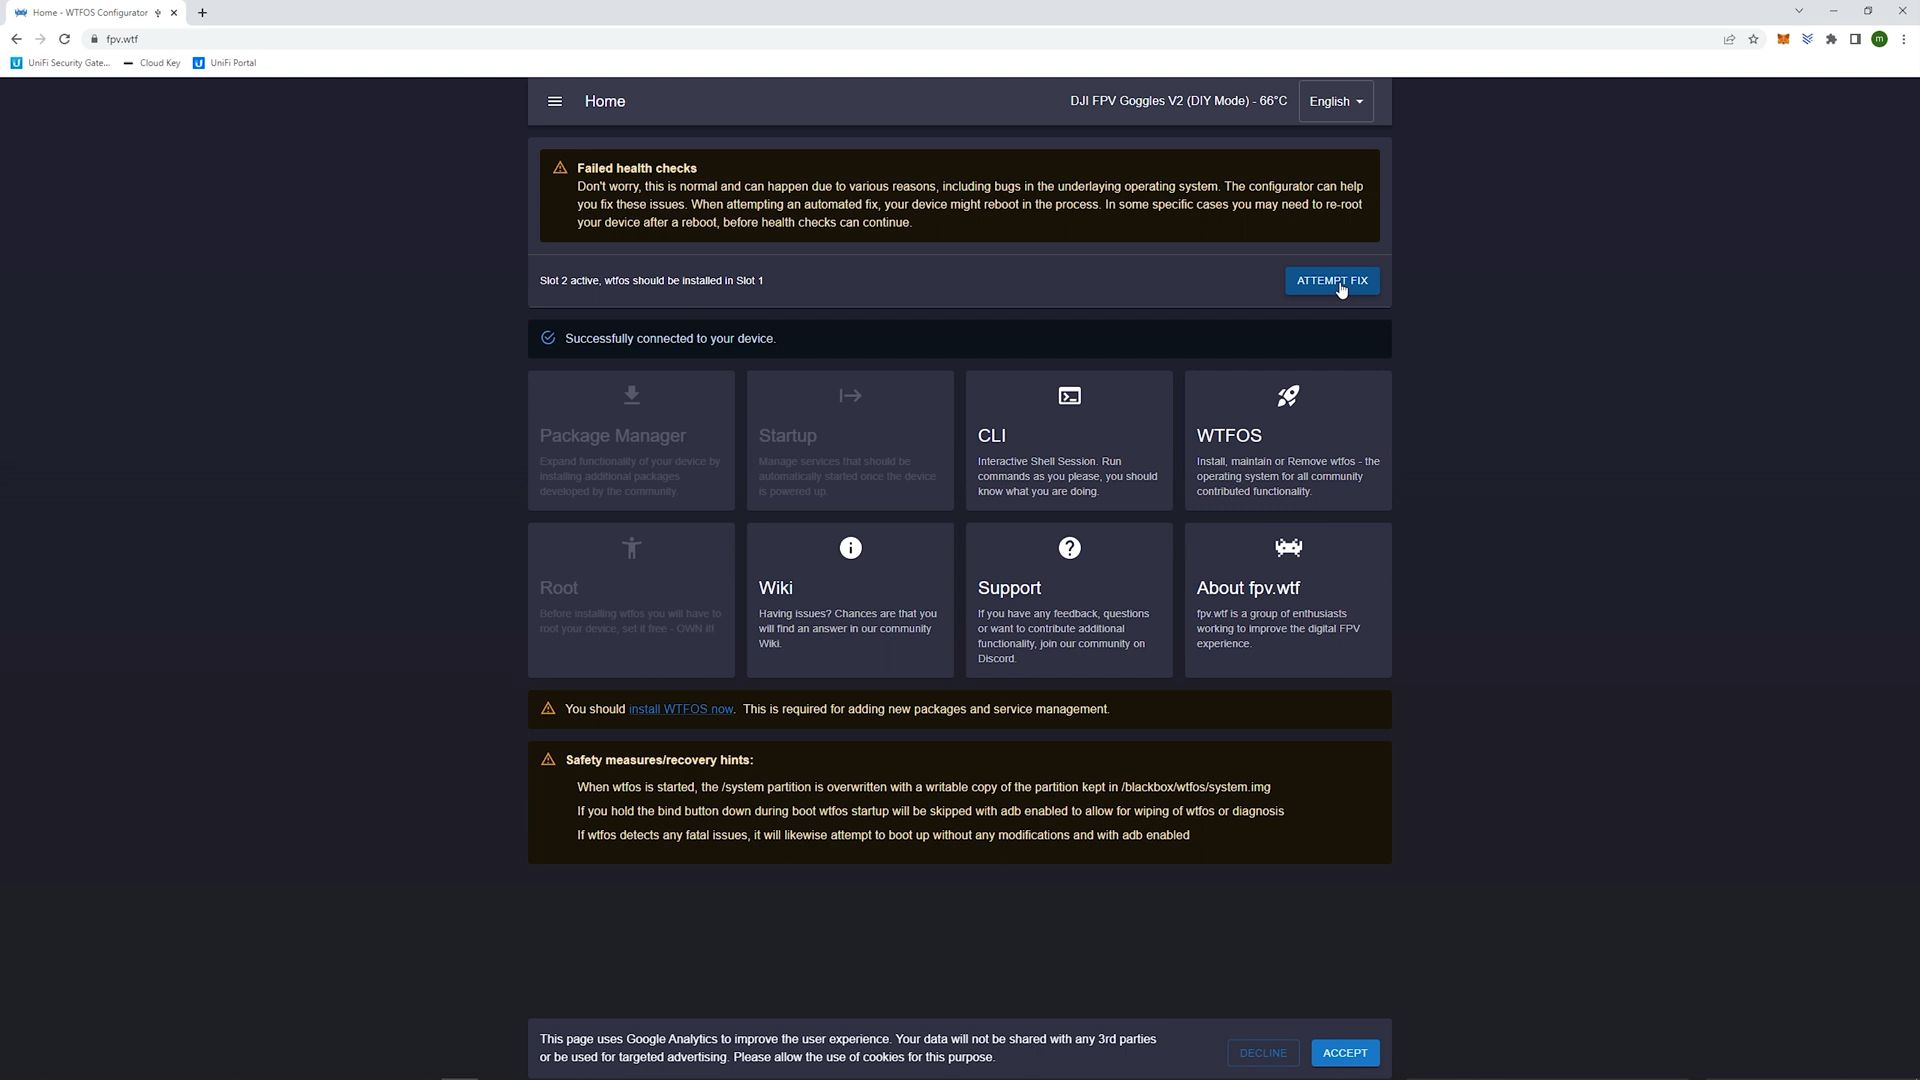 Home - WTFOS Configurator
fpv.wtf
UniFi Security Gate...
Cloud Key
UniFi Portal
m
Home
DJI FPV Goggles V2 (DIY Mode) - 66°C
English
Failed health checks
Don't worry, this is normal and can happen due to various reasons, including bugs in the underlaying operating system. The configurator can help
you fix these issues. When attempting an automated fix, your device might reboot in the process. In some specific cases you may need to re-root
your device after a reboot, before health checks can continue.
Slot 2 active, wtfos should be installed in Slot 1
ATTEMPT FIX
Successfully connected to your device.
Package Manager
Expand functionality of your device by
installing additional packages
developed by the community.
Startup
Manage services that should be
automatically started once the device
is powered up.
CLI
Interactive Shell Session. Run
commands as you please, you should
know what you are doing.
WTFOS
Install, maintain or Remove wtfos - the
operating system for all community
contributed functionality.
Root
Before installing wtfos you will have to
root your device, set it free - OWN it!
Wiki
Having issues? Chances are that you
will find an answer in our community
Wiki.
Support
If you have any feedback, questions
or want to contribute additional
functionality, join our community on
Discord.
About fpv.wtf
fpv.wtf is a group of enthusiasts
working to improve the digital FPV
experience.
You should install WTFOS now. This is required for adding new packages and service management.
Safety measures/recovery hints:
When wtfos is started, the /system partition is overwritten with a writable copy of the partition kept in /blackbox/wtfos/system.img
If you hold the bind button down during boot wtfos startup will be skipped with adb enabled to allow for wiping of wtfos or diagnosis
If wtfos detects any fatal issues, it will likewise attempt to boot up without any modifications and with adb enabled
This page uses Google Analytics to improve the user experience. Your data will not be shared with any 3rd parties
or be used for targeted advertising. Please allow the use of cookies for this purpose.
DECLINE
ACCEPT